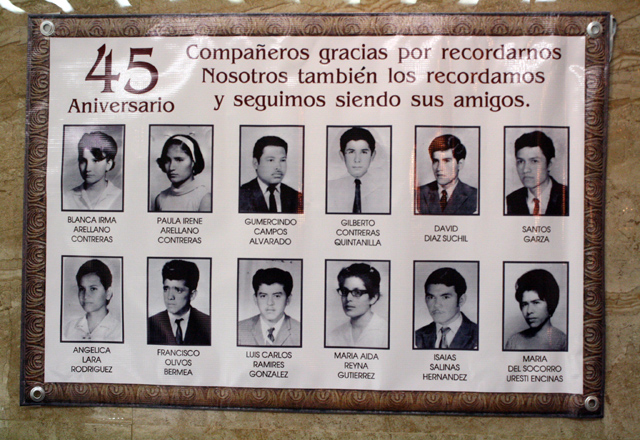 45
Aniversario
Compañeros gracias por recordarnos
Nosotros también los recordamos
y seguimos siendo sus amigos.
BLANCA IRMA
ARELLANO
CONTRERAS
PAULA IRENE
ARELLANO
CONTRERAS
GUMERCINDO
CAMPOS
ALVARADO
GILBERTO
CONTRERAS
QUINTANILLA
DAVID
DIAZ SUCHIL
SANTOS
GARZA
ANGELICA
LARA
RODRIGUEZ
FRANCISCO
OLIVOS
BERMEA
LUIS CARLOS
RAMIRES
GONZALEZ
MARIA AIDA
REYNA
GUTIERREZ
ISAIAS
SALINAS
HERNANDEZ
MARIA
DEL SOCORRO
URESTI ENCINAS